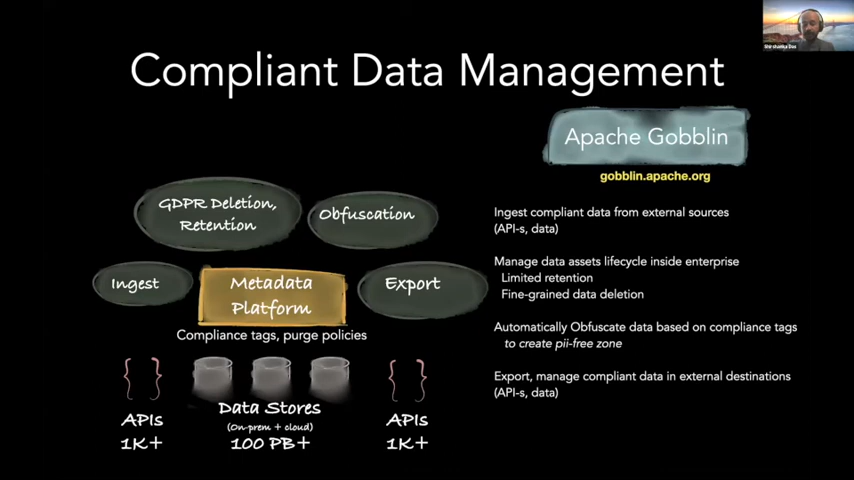 Compliant Data Management
Shirshanka Das
Apache Gobblin
gobblin.apache.org
GDPR Deletion,
Retention
Obfuscation
Ingest
Metadata
Platform
Export
Compliance tags, purge policies
APIs
1K+
Data Stores
(On-prem + cloud)
100 PB+
APIs
1K+
Ingest compliant data from external sources
(API-s, data)
Manage data assets lifecycle inside enterprise
Limited retention
Fine-grained data deletion
Automatically Obfuscate data based on compliance tags
to create pii-free zone
Export, manage compliant data in external destinations
(API-s, data)